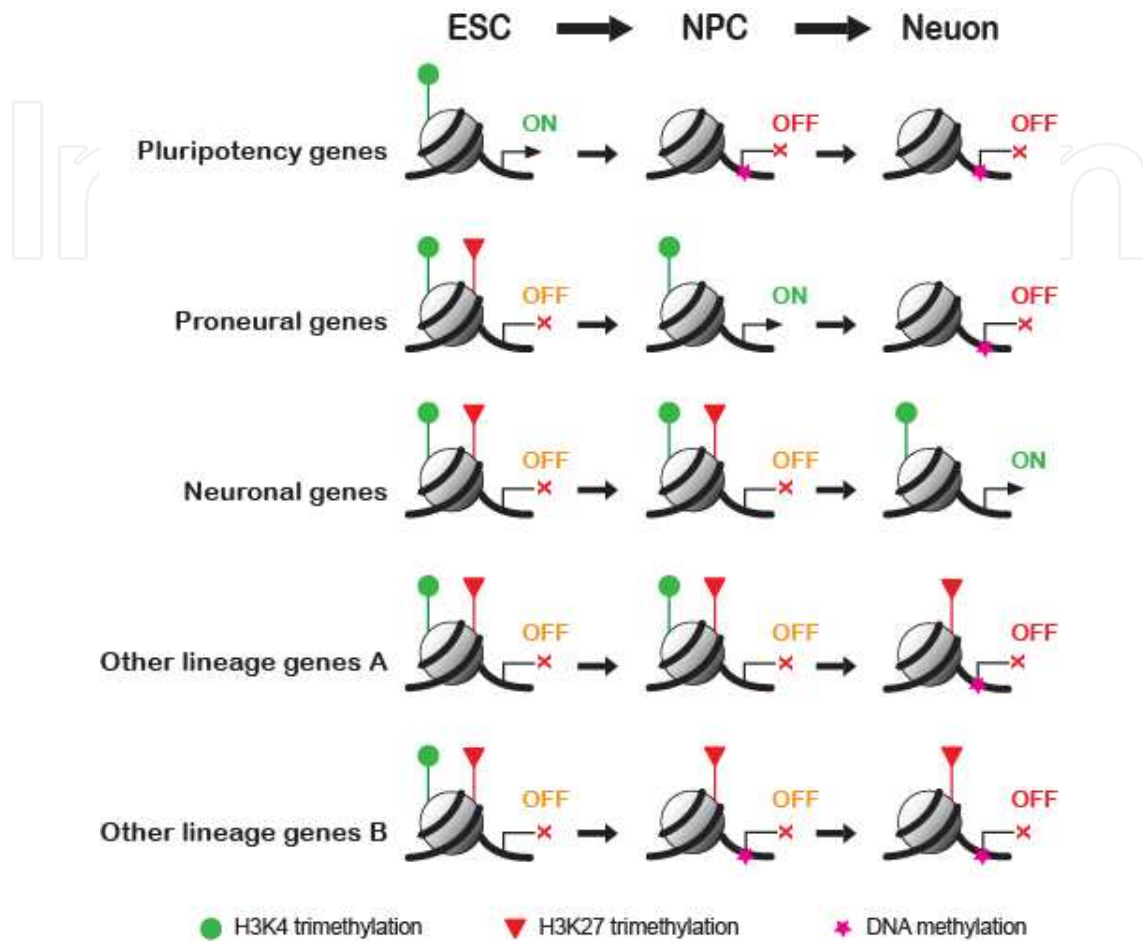 ESC NPC Neuon
ON OFF OFF
Pluripotency genes
OFF ON OFF
Proneural genes
OFF OFF ON
Neuronal genes
OFF OFF OFF
Other lineage genes A
OFF OFF OFF
Other lineage genes B
H3K4 trimethylation H3K27 trimethylation DNA methylation